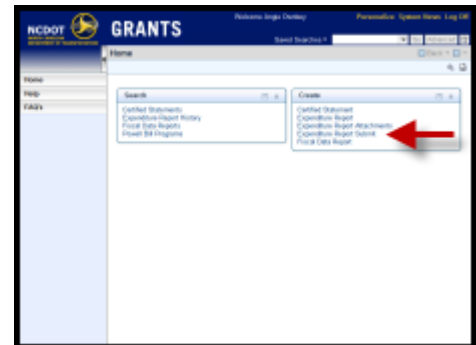 NCDOT
GRANTS
Welcome
Personalize System News Log Off
Saved Searches
Advanced
Home
Back
Home
Help
FAQ's
Search
Certified Statements
Expenditure Report History
Fiscal Data Reports
Powell Bill Programs
Create
Certified Statement
Expenditure Report
Expenditure Report Attachments
Expenditure Report Submit
Fiscal Data Report